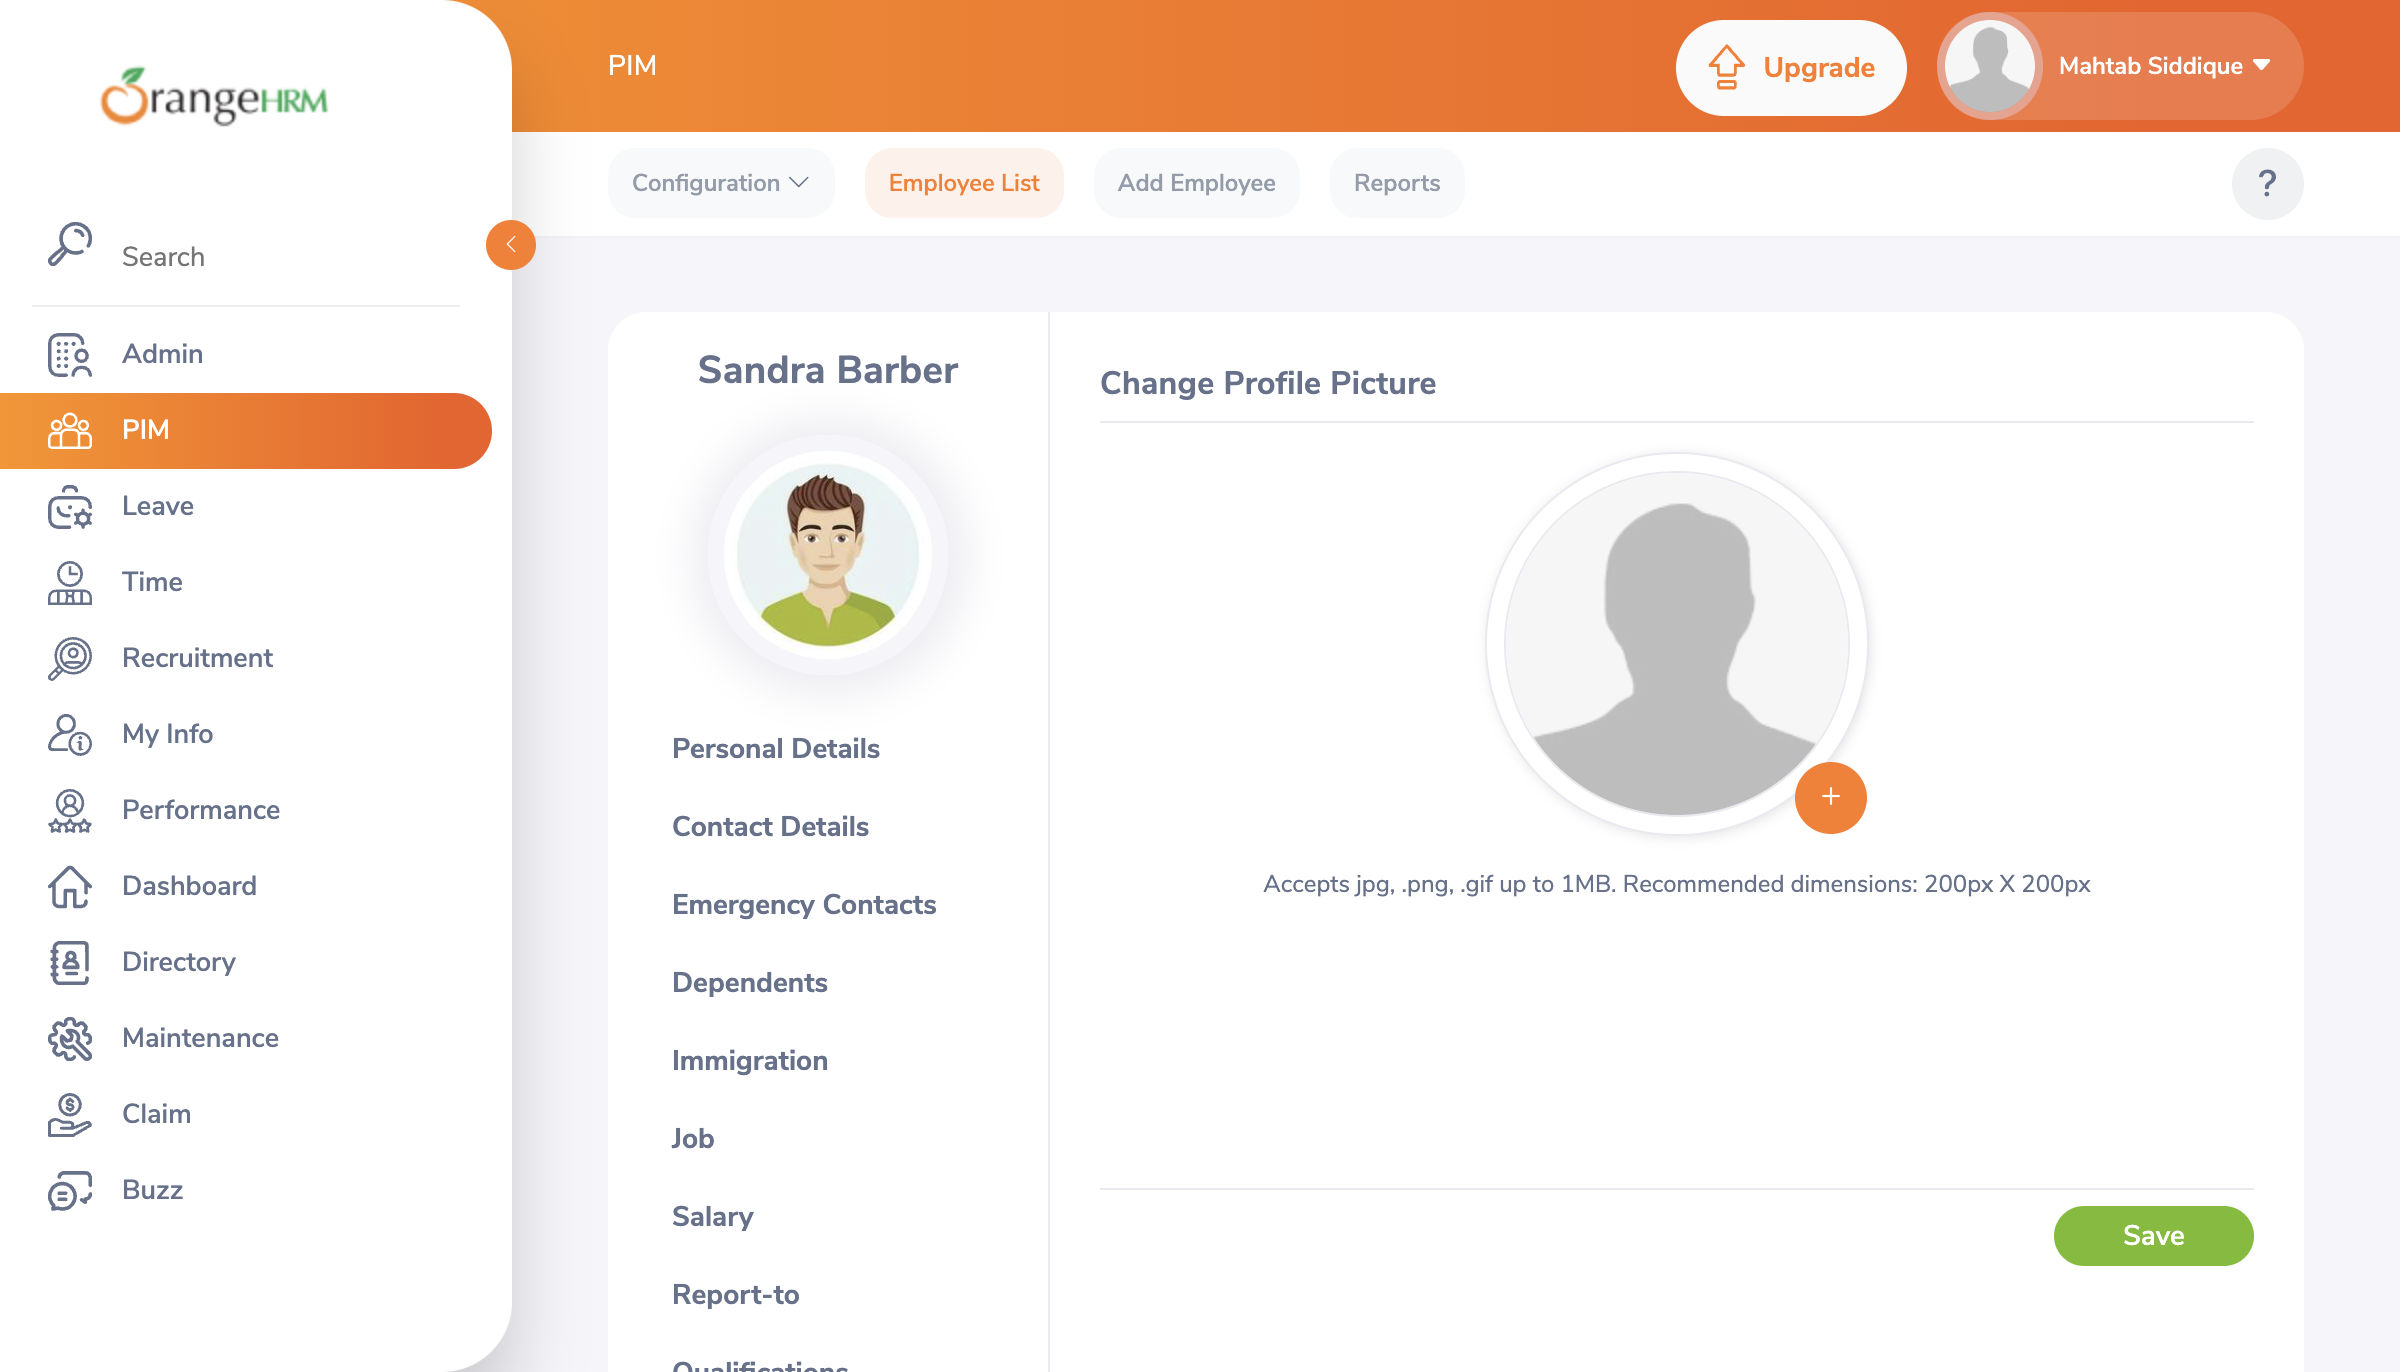 OrangeHRM
PIM
Upgrade
Mahtab Siddique
Configuration
Employee List
Add Employee
Reports
?
Search
Admin
PIM
Leave
Time
Recruitment
My Info
Performance
Dashboard
Directory
Maintenance
Claim
Buzz
Sandra Barber
Personal Details
Contact Details
Emergency Contacts
Dependents
Immigration
Job
Salary
Report-to
Qualifications
Change Profile Picture
+
Accepts jpg, .png, .gif up to 1MB. Recommended dimensions: 200px X 200px
Save